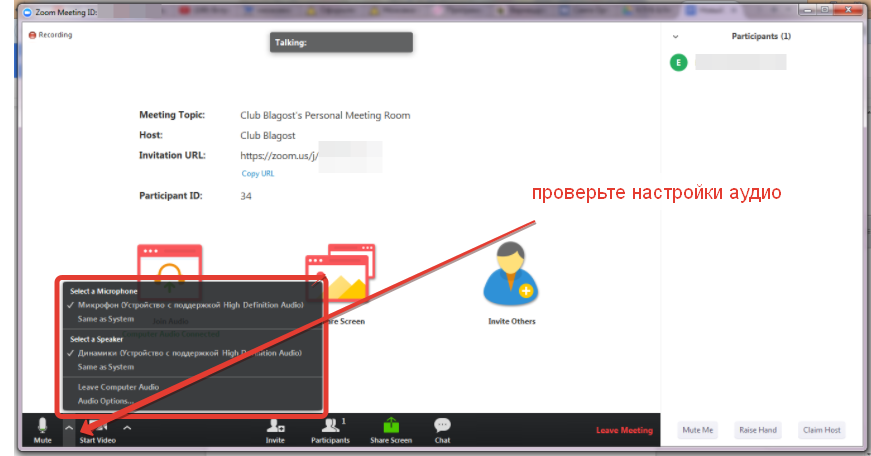 Zoom Meeting ID:
Recording
Talking:
Participants (1)
E
Meeting Topic: Club Blagost's Personal Meeting Room
Host: Club Blagost
Invitation URL: https://zoom.us/j/
Copy URL
Participant ID: 34
проверьте настройки аудио
Select a Microphone
✓ Микрофон (Устройство с поддержкой High Definition Audio)
Same as System
Select a Speaker
✓ Динамики (Устройство с поддержкой High Definition Audio)
Same as System
Leave Computer Audio
Audio Options...
Share Screen
Invite Others
Mute
Start Video
Invite
1
Participants
Share Screen
Chat
Leave Meeting
Mute Me
Raise Hand
Claim Host